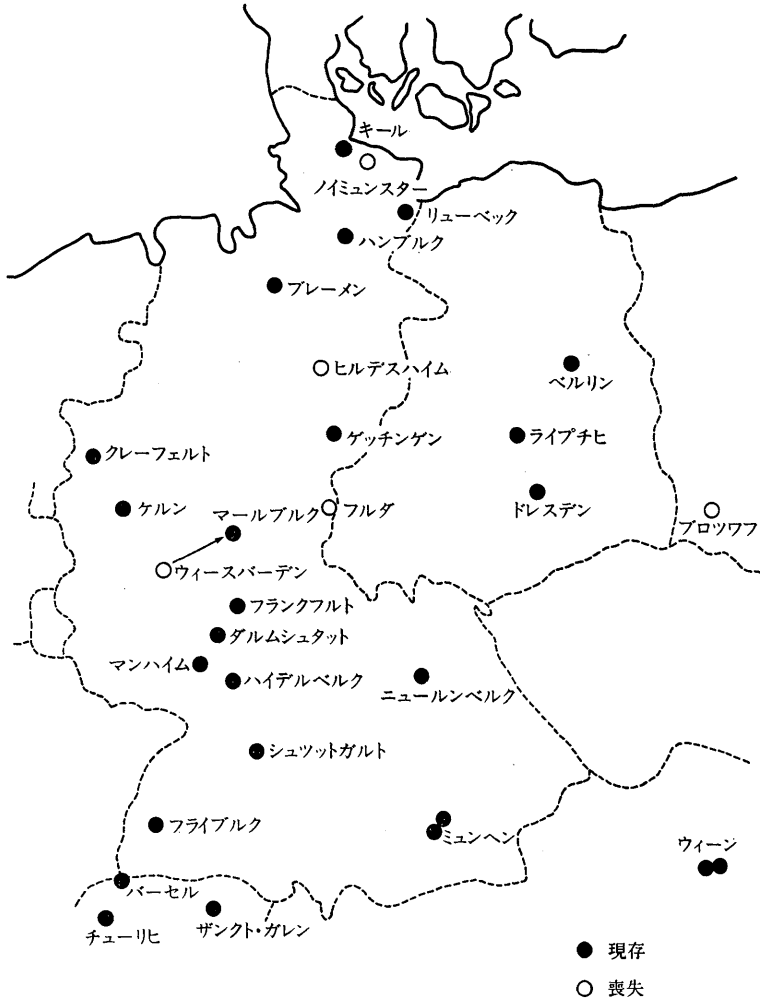 キール
ノイミュンスター
リューベック
ハンブルク
ブレーメン
ヒルデスハイム
ベルリン
ゲッチンゲン
ライプチヒ
クレーフェルト
ケルン
マールブルク
フルダ
ドレスデン
ブロツワフ
ウィースバーデン
フランクフルト
ダルムシュタット
マンハイム
ハイデルベルク
ニュールンベルク
シュツットガルト
フライブルク
ミュンヘン
ウィーン
バーセル
チューリヒ
ザンクト・ガレン
現存
喪失